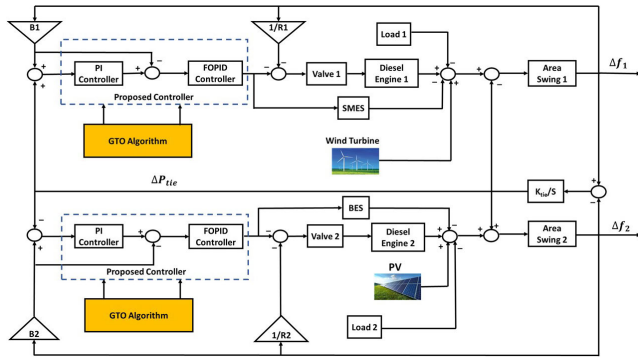 B1
1/R1
Load 1
Δf1
PI
Controller
FOPID
Controller
Valve 1
Diesel
Engine 1
Area
Swing 1
Proposed Controller
SMES
GTO Algorithm
Wind Turbine
ΔPtie
Ktie/S
BES
Δf2
PI
Controller
FOPID
Controller
Valve 2
Diesel
Engine 2
Area
Swing 2
Proposed Controller
PV
GTO Algorithm
Load 2
B2
1/R2